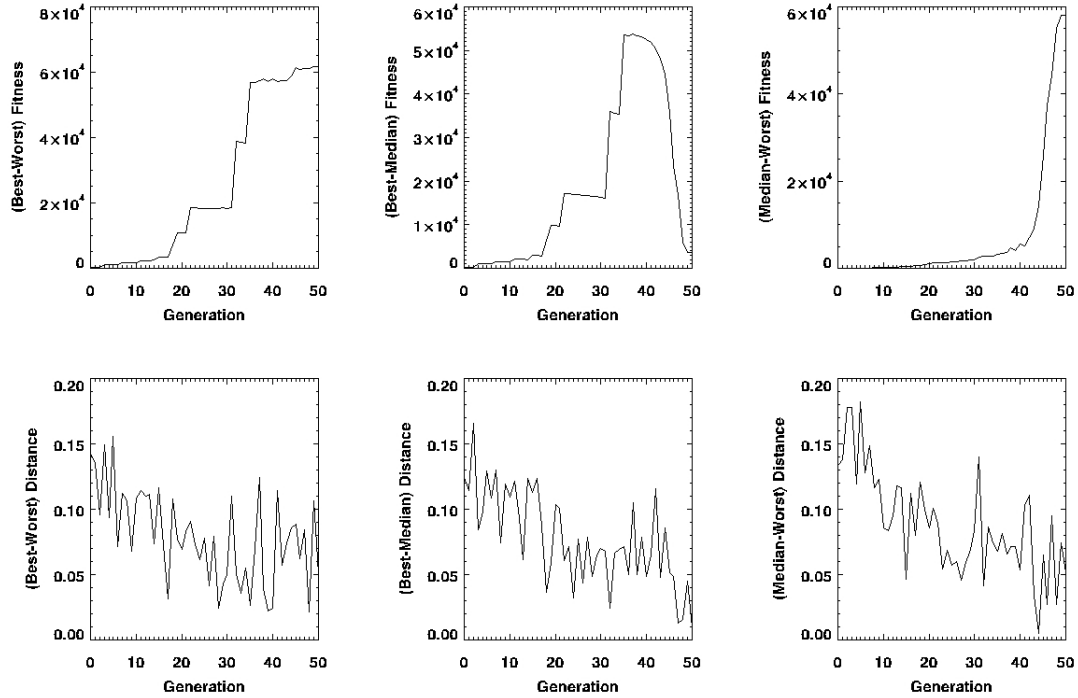 (Best-Worst) Fitness
8×10⁴
6×10⁴
4×10⁴
2×10⁴
0
0 10 20 30 40 50
Generation
(Best-Median) Fitness
6×10⁴
5×10⁴
4×10⁴
3×10⁴
2×10⁴
1×10⁴
0
0 10 20 30 40 50
Generation
(Median-Worst) Fitness
6×10⁴
4×10⁴
2×10⁴
0
0 10 20 30 40 50
Generation
(Best-Worst) Distance
0.20
0.15
0.10
0.05
0.00
0 10 20 30 40 50
Generation
(Best-Median) Distance
0.20
0.15
0.10
0.05
0.00
0 10 20 30 40 50
Generation
(Median-Worst) Distance
0.20
0.15
0.10
0.05
0.00
0 10 20 30 40 50
Generation